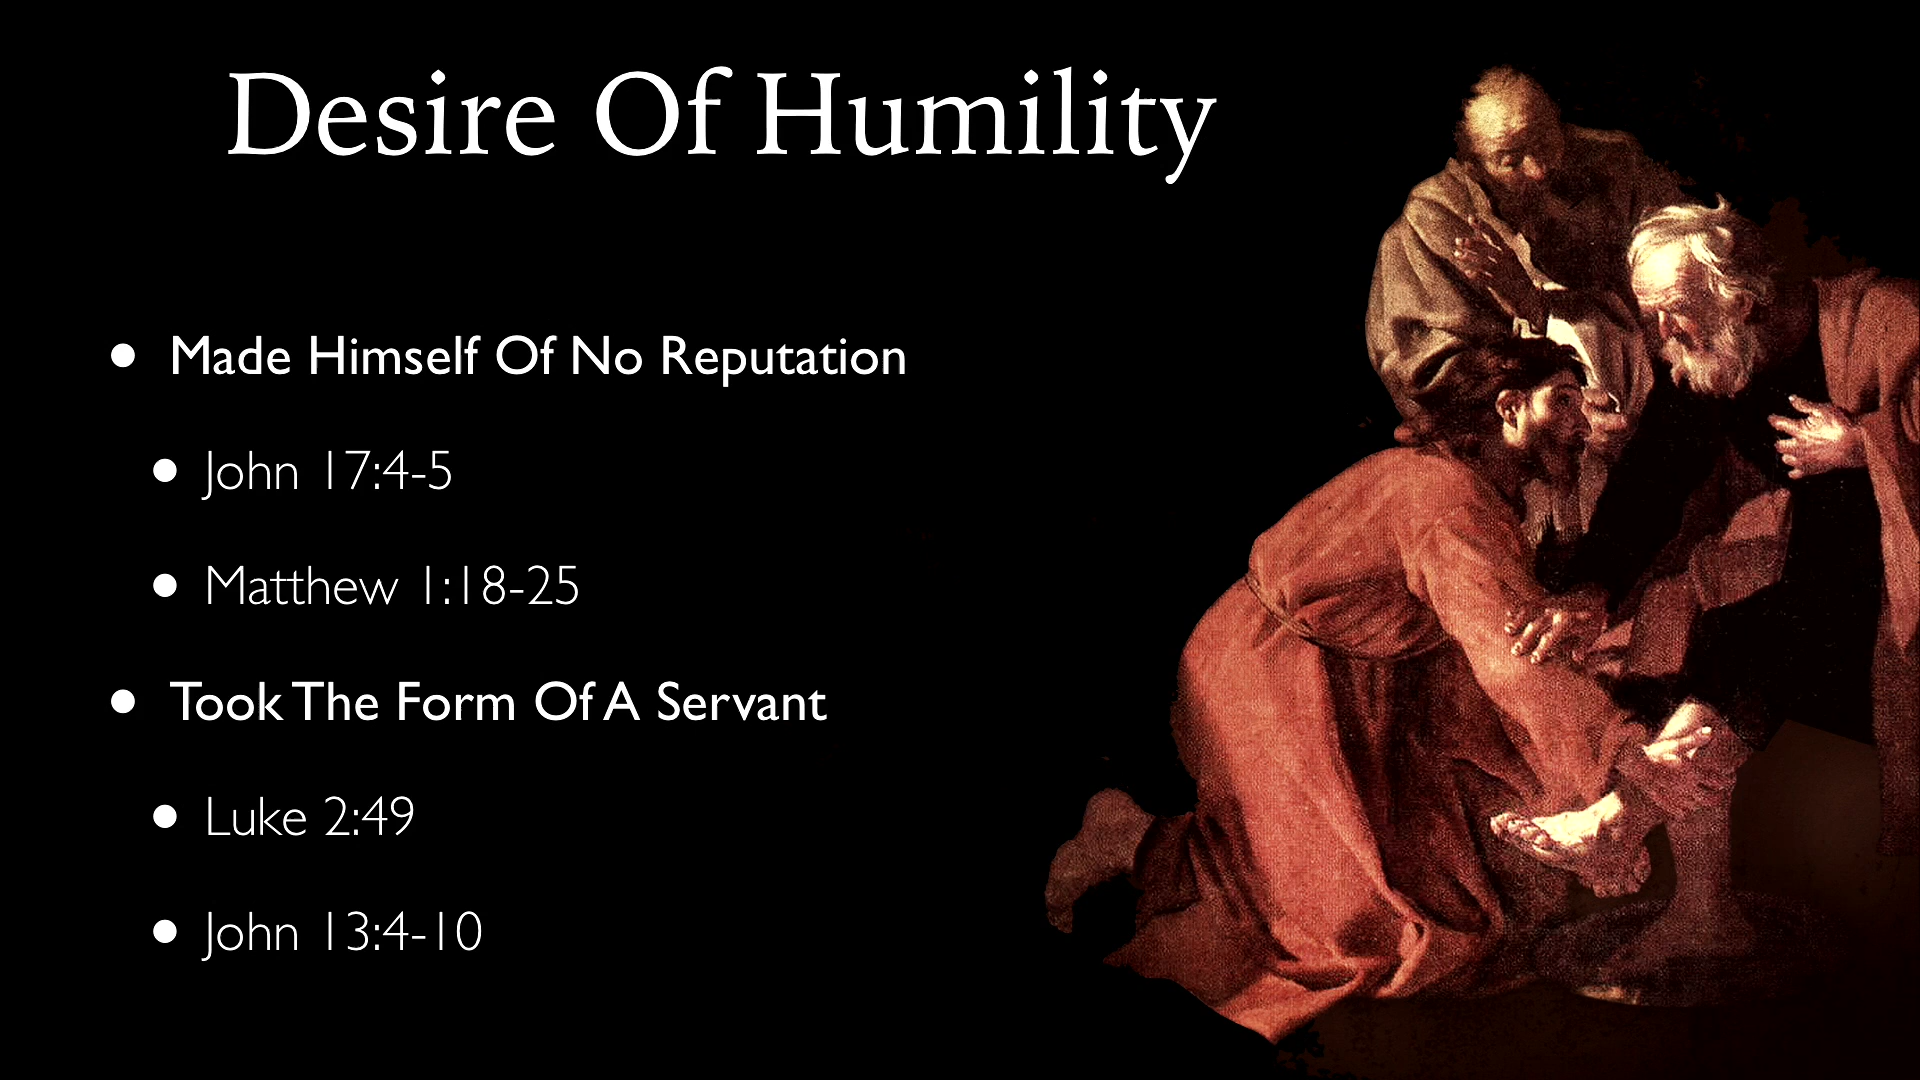 Desire Of Humility
• Made Himself Of No Reputation
• John 17:4-5
• Matthew 1:18-25
• Took The Form Of A Servant
• Luke 2:49
• John 13:4-10